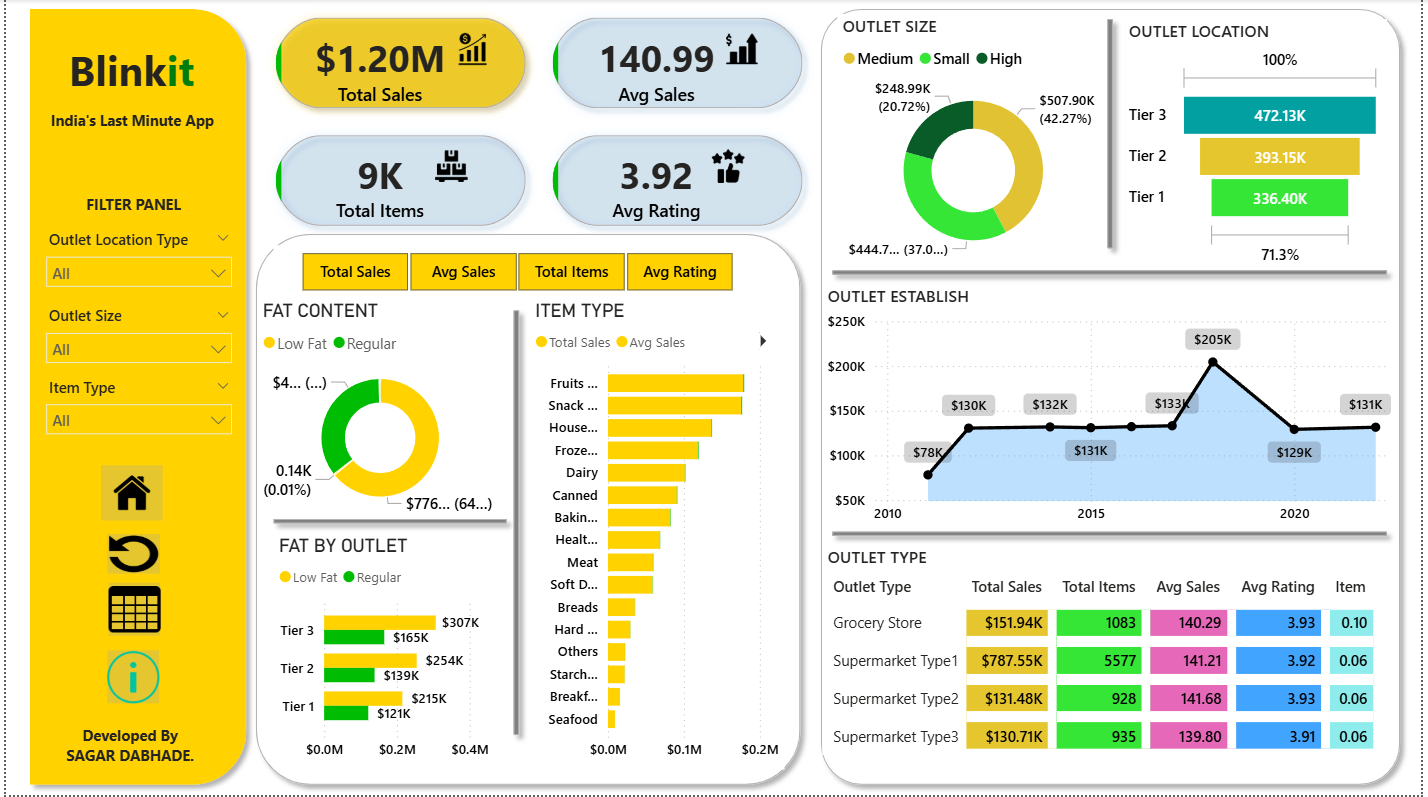 Blinkit
India's Last Minute App
FILTER PANEL
Outlet Location Type
All
Outlet Size
All
Item Type
All
Developed By
SAGAR DABHADE.
$1.20M
Total Sales
140.99
Avg Sales
9K
Total Items
3.92
Avg Rating
Total Sales Avg Sales Total Items Avg Rating
FAT CONTENT
Low Fat Regular
$4... (...)
0.14K
(0.01%)
$776... (64...)
FAT BY OUTLET
Low Fat Regular
Tier 3 $307K
$165K
Tier 2 $254K
$139K
Tier 1 $215K
$121K
$0.0M $0.2M $0.4M
ITEM TYPE
Total Sales Avg Sales
Fruits ...
Snack ...
House...
Froze...
Dairy
Canned
Bakin...
Healt...
Meat
Soft D...
Breads
Hard ...
Others
Starch...
Breakf...
Seafood
$0.0M $0.1M $0.2M
OUTLET SIZE
Medium Small High
$248.99K
(20.72%)
$507.90K
(42.27%)
$444.7... (37.0...)
OUTLET LOCATION
100%
Tier 3 472.13K
Tier 2 393.15K
Tier 1 336.40K
71.3%
OUTLET ESTABLISH
$250K
$200K
$150K
$100K
$50K
$78K
$130K
$132K
$131K
$133K
$205K
$129K
$131K
2010 2015 2020
OUTLET TYPE
Outlet Type Total Sales Total Items Avg Sales Avg Rating Item
Grocery Store $151.94K 1083 140.29 3.93 0.10
Supermarket Type1 $787.55K 5577 141.21 3.92 0.06
Supermarket Type2 $131.48K 928 141.68 3.93 0.06
Supermarket Type3 $130.71K 935 139.80 3.91 0.06